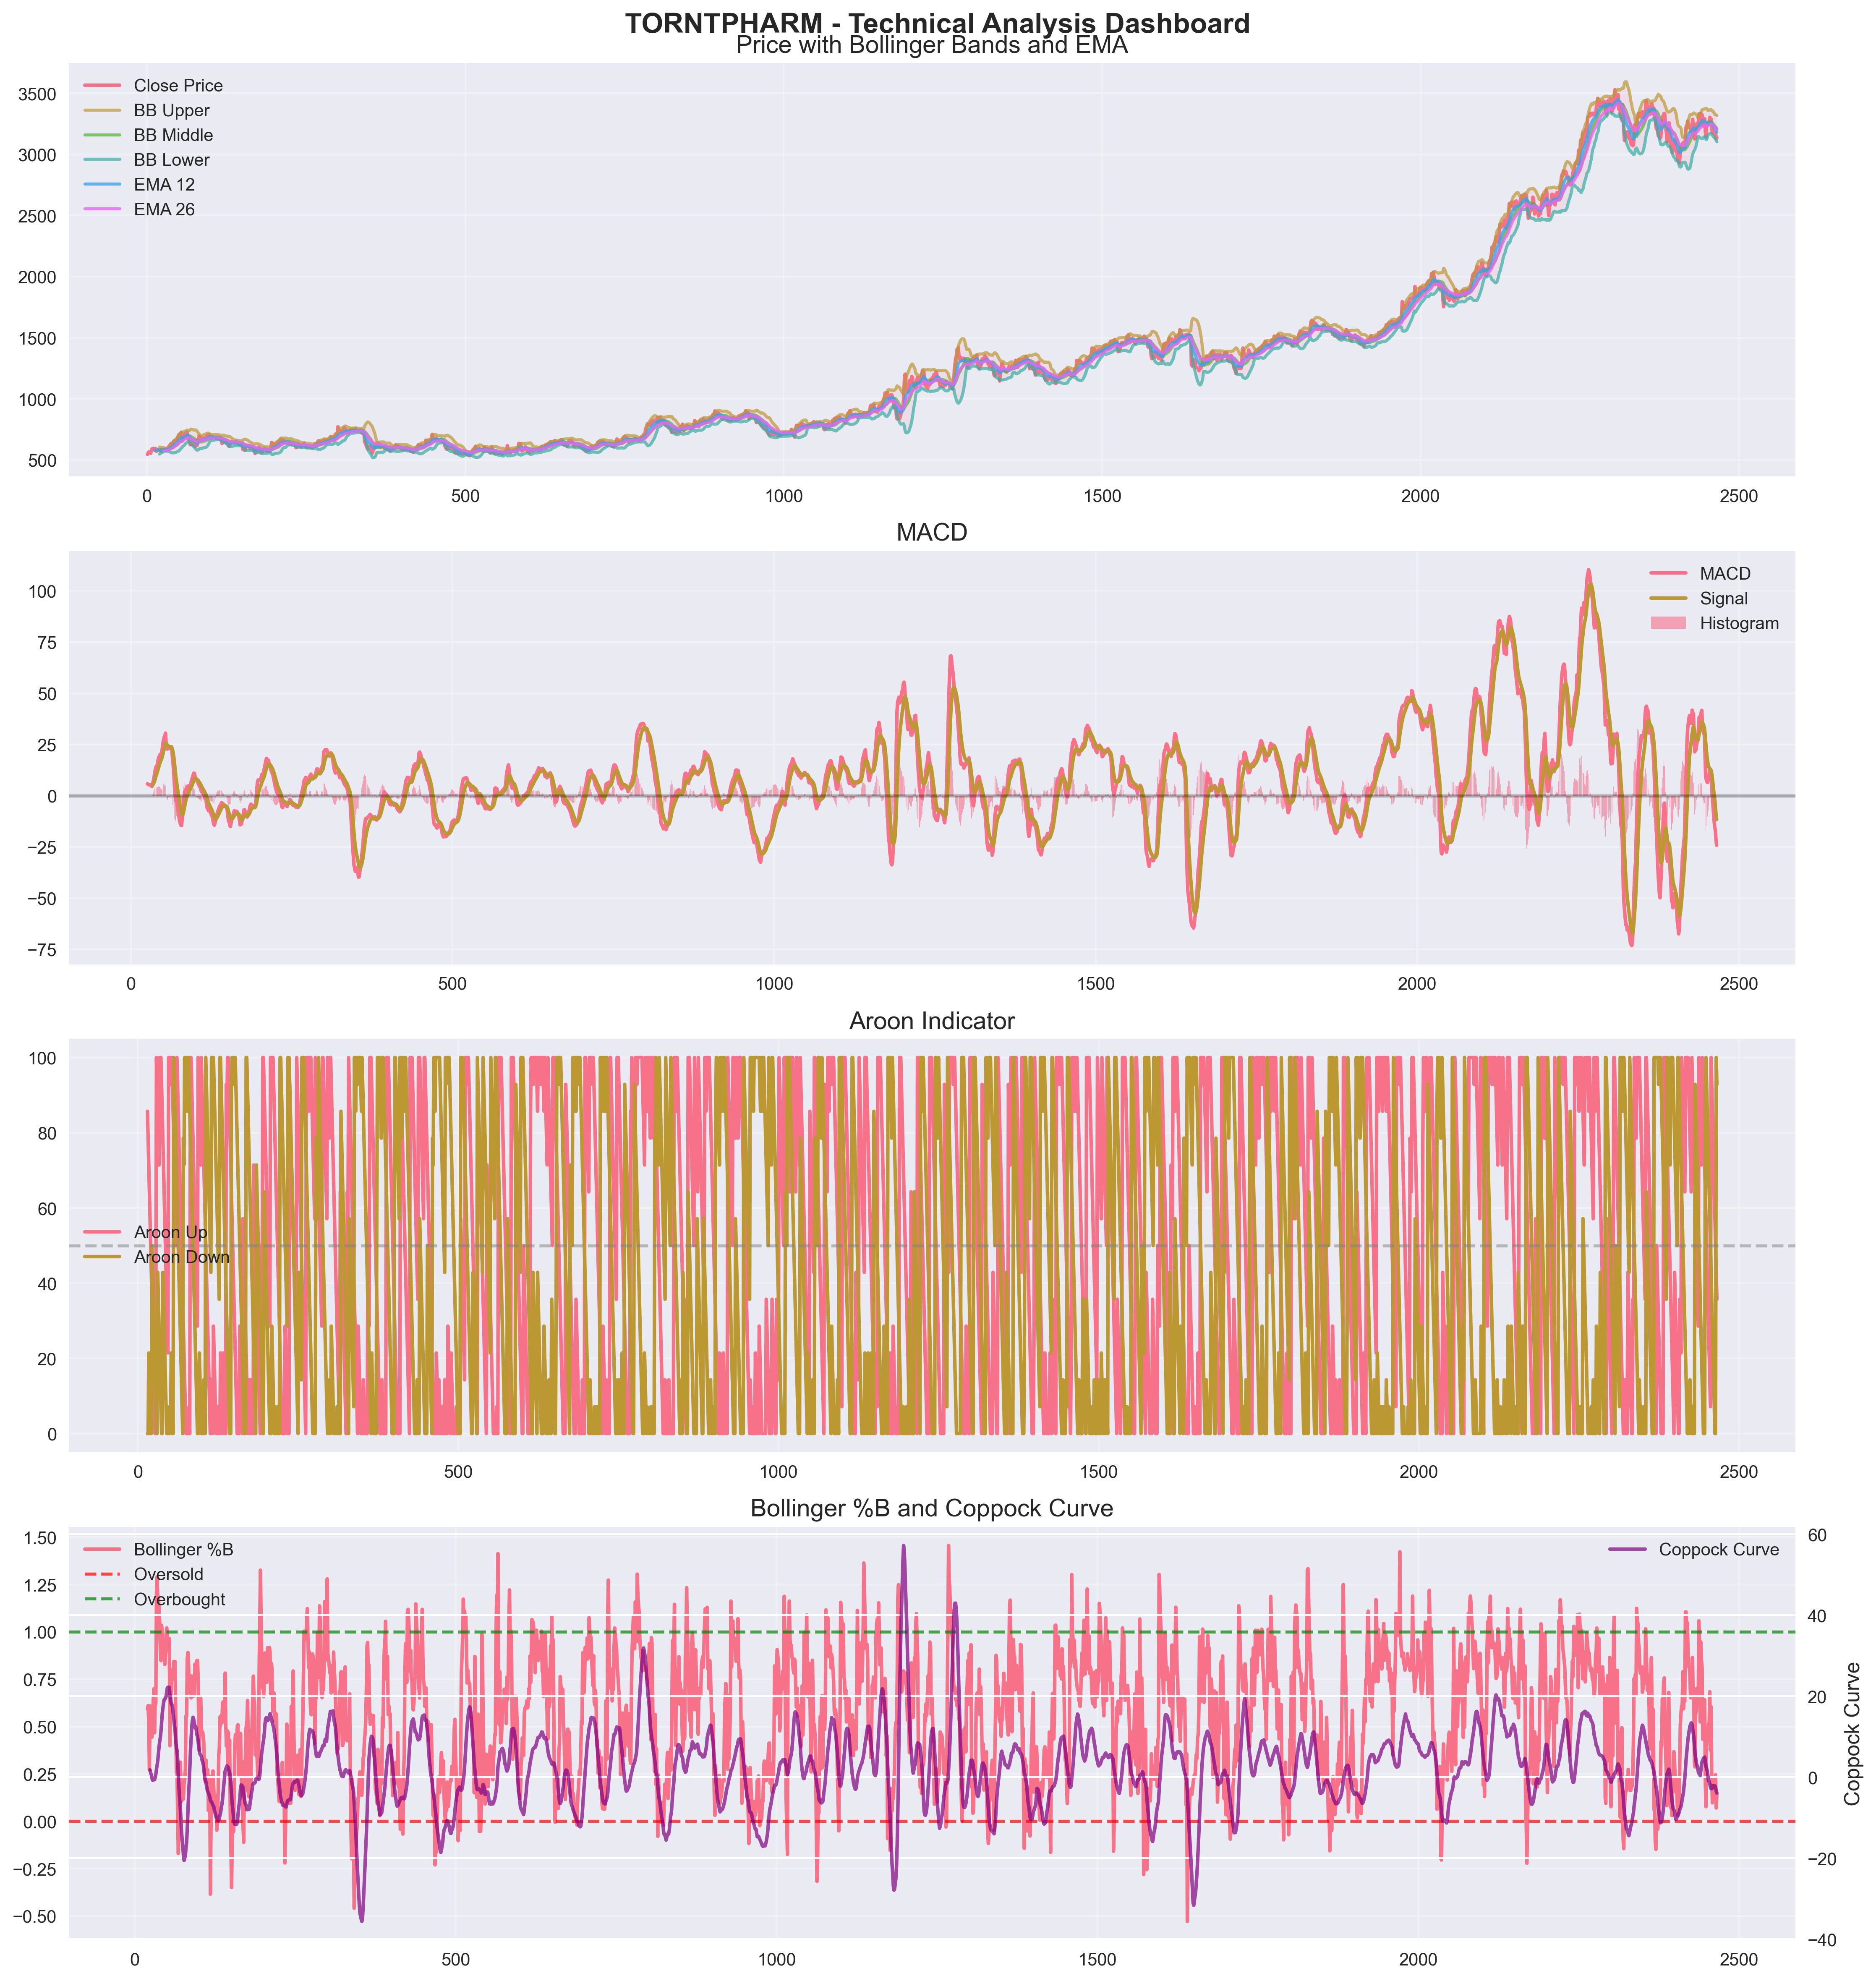 TORNTPHARM - Technical Analysis Dashboard
Price with Bollinger Bands and EMA
Close Price
BB Upper
BB Middle
BB Lower
EMA 12
EMA 26
3500
3000
2500
2000
1500
1000
500
0 500 1000 1500 2000 2500
MACD
MACD
Signal
Histogram
100
75
50
25
0
−25
−50
−75
0 500 1000 1500 2000 2500
Aroon Indicator
100
80
60
40
20
0
Aroon Up
Aroon Down
0 500 1000 1500 2000 2500
Bollinger %B and Coppock Curve
Bollinger %B
Oversold
Overbought
Coppock Curve
1.50
1.25
1.00
0.75
0.50
0.25
0.00
−0.25
−0.50
60
40
20
0
−20
−40
Coppock Curve
0 500 1000 1500 2000 2500